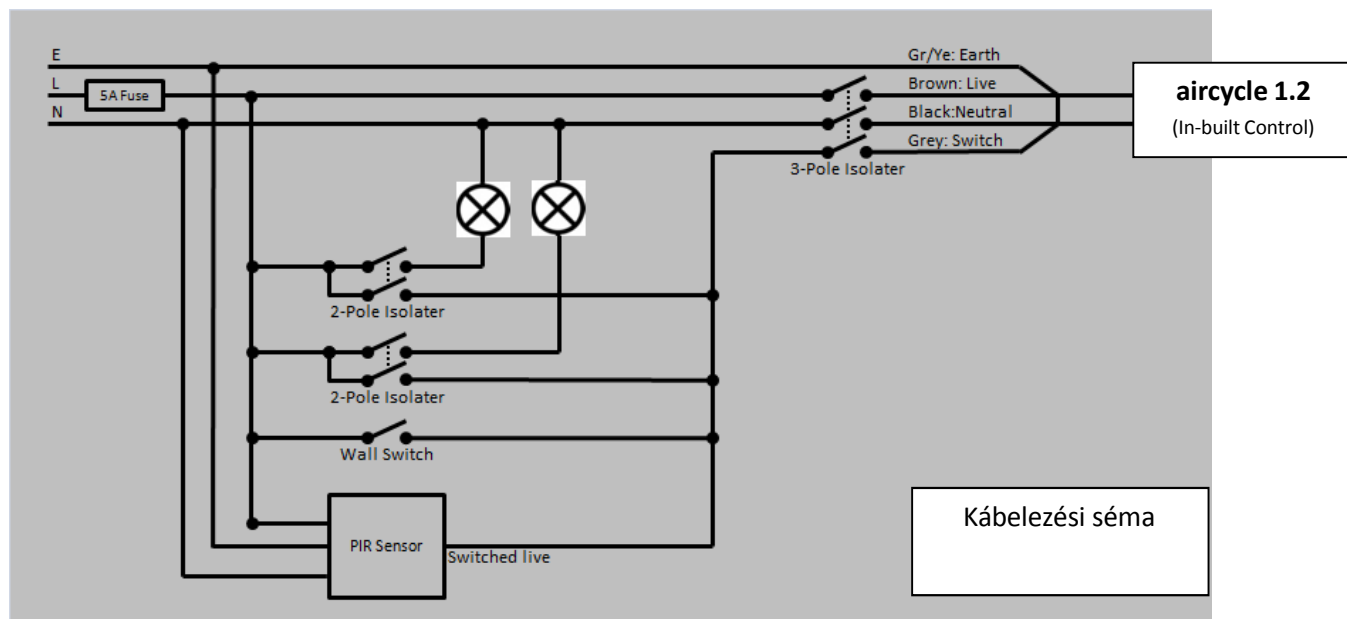 E
Gr/Ye: Earth
L
5A Fuse
Brown: Live
N
Black:Neutral
Grey: Switch
3-Pole Isolater
aircycle 1.2
(In-built Control)
2-Pole Isolater
2-Pole Isolater
Wall Switch
PIR Sensor
Switched live
Kábelezési séma